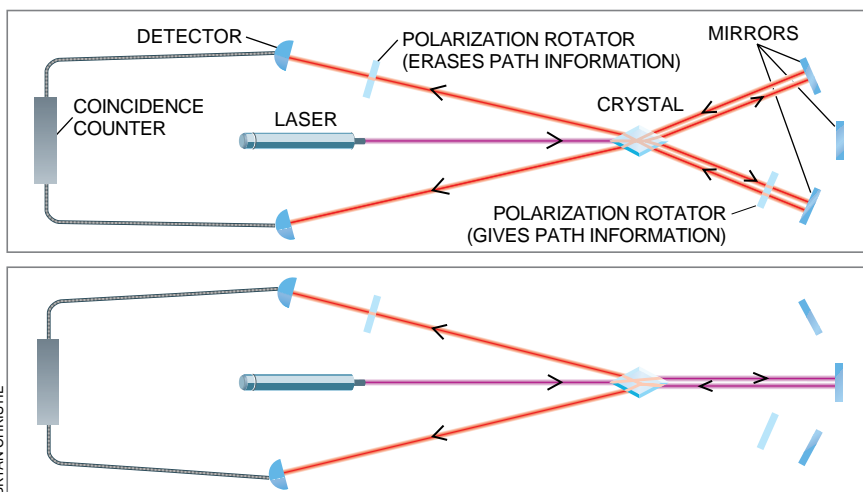 DETECTOR
POLARIZATION ROTATOR
(ERASES PATH INFORMATION)
MIRRORS
COINCIDENCE
COUNTER
LASER
CRYSTAL
POLARIZATION ROTATOR
(GIVES PATH INFORMATION)